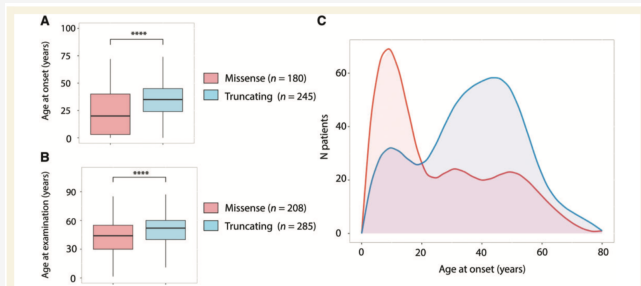 A
Age at onset (years)
100
75
50
25
0
****
Missense (n = 180)
Truncating (n = 245)
B
Age at examination (years)
90
60
30
0
****
Missense (n = 208)
Truncating (n = 285)
C
N patients
60
40
20
0
0 20 40 60 80
Age at onset (years)